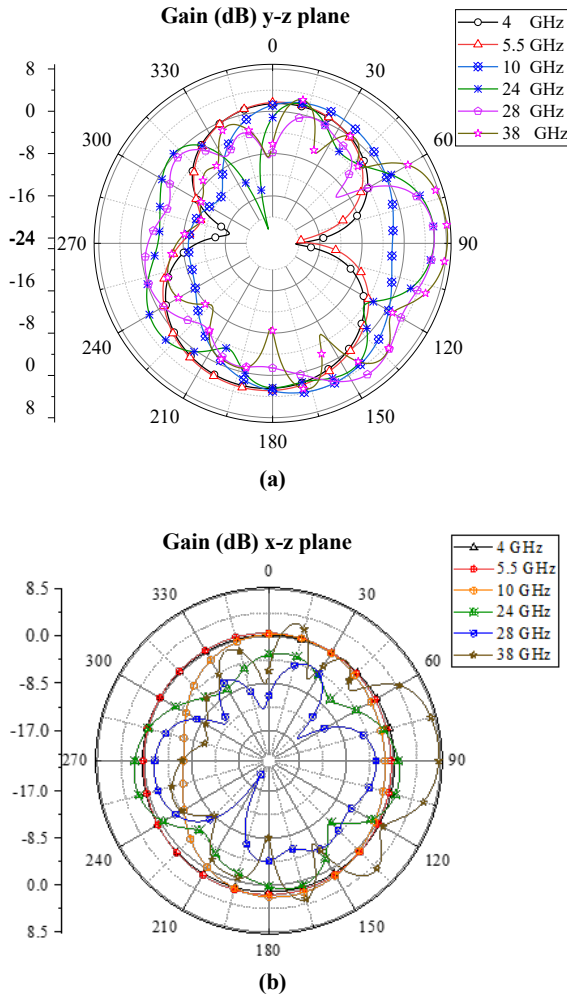 Gain (dB) y-z plane
0
30
60
90
120
150
180
210
240
270
300
330
8
0
-8
-16
-24
-16
-8
0
8
4 GHz
5.5 GHz
10 GHz
24 GHz
28 GHz
38 GHz
(a)
Gain (dB) x-z plane
0
30
60
90
120
150
180
210
240
270
300
330
8.5
0.0
-8.5
-17.0
-17.0
-8.5
0.0
8.5
4 GHz
5.5 GHz
10 GHz
24 GHz
28 GHz
38 GHz
(b)